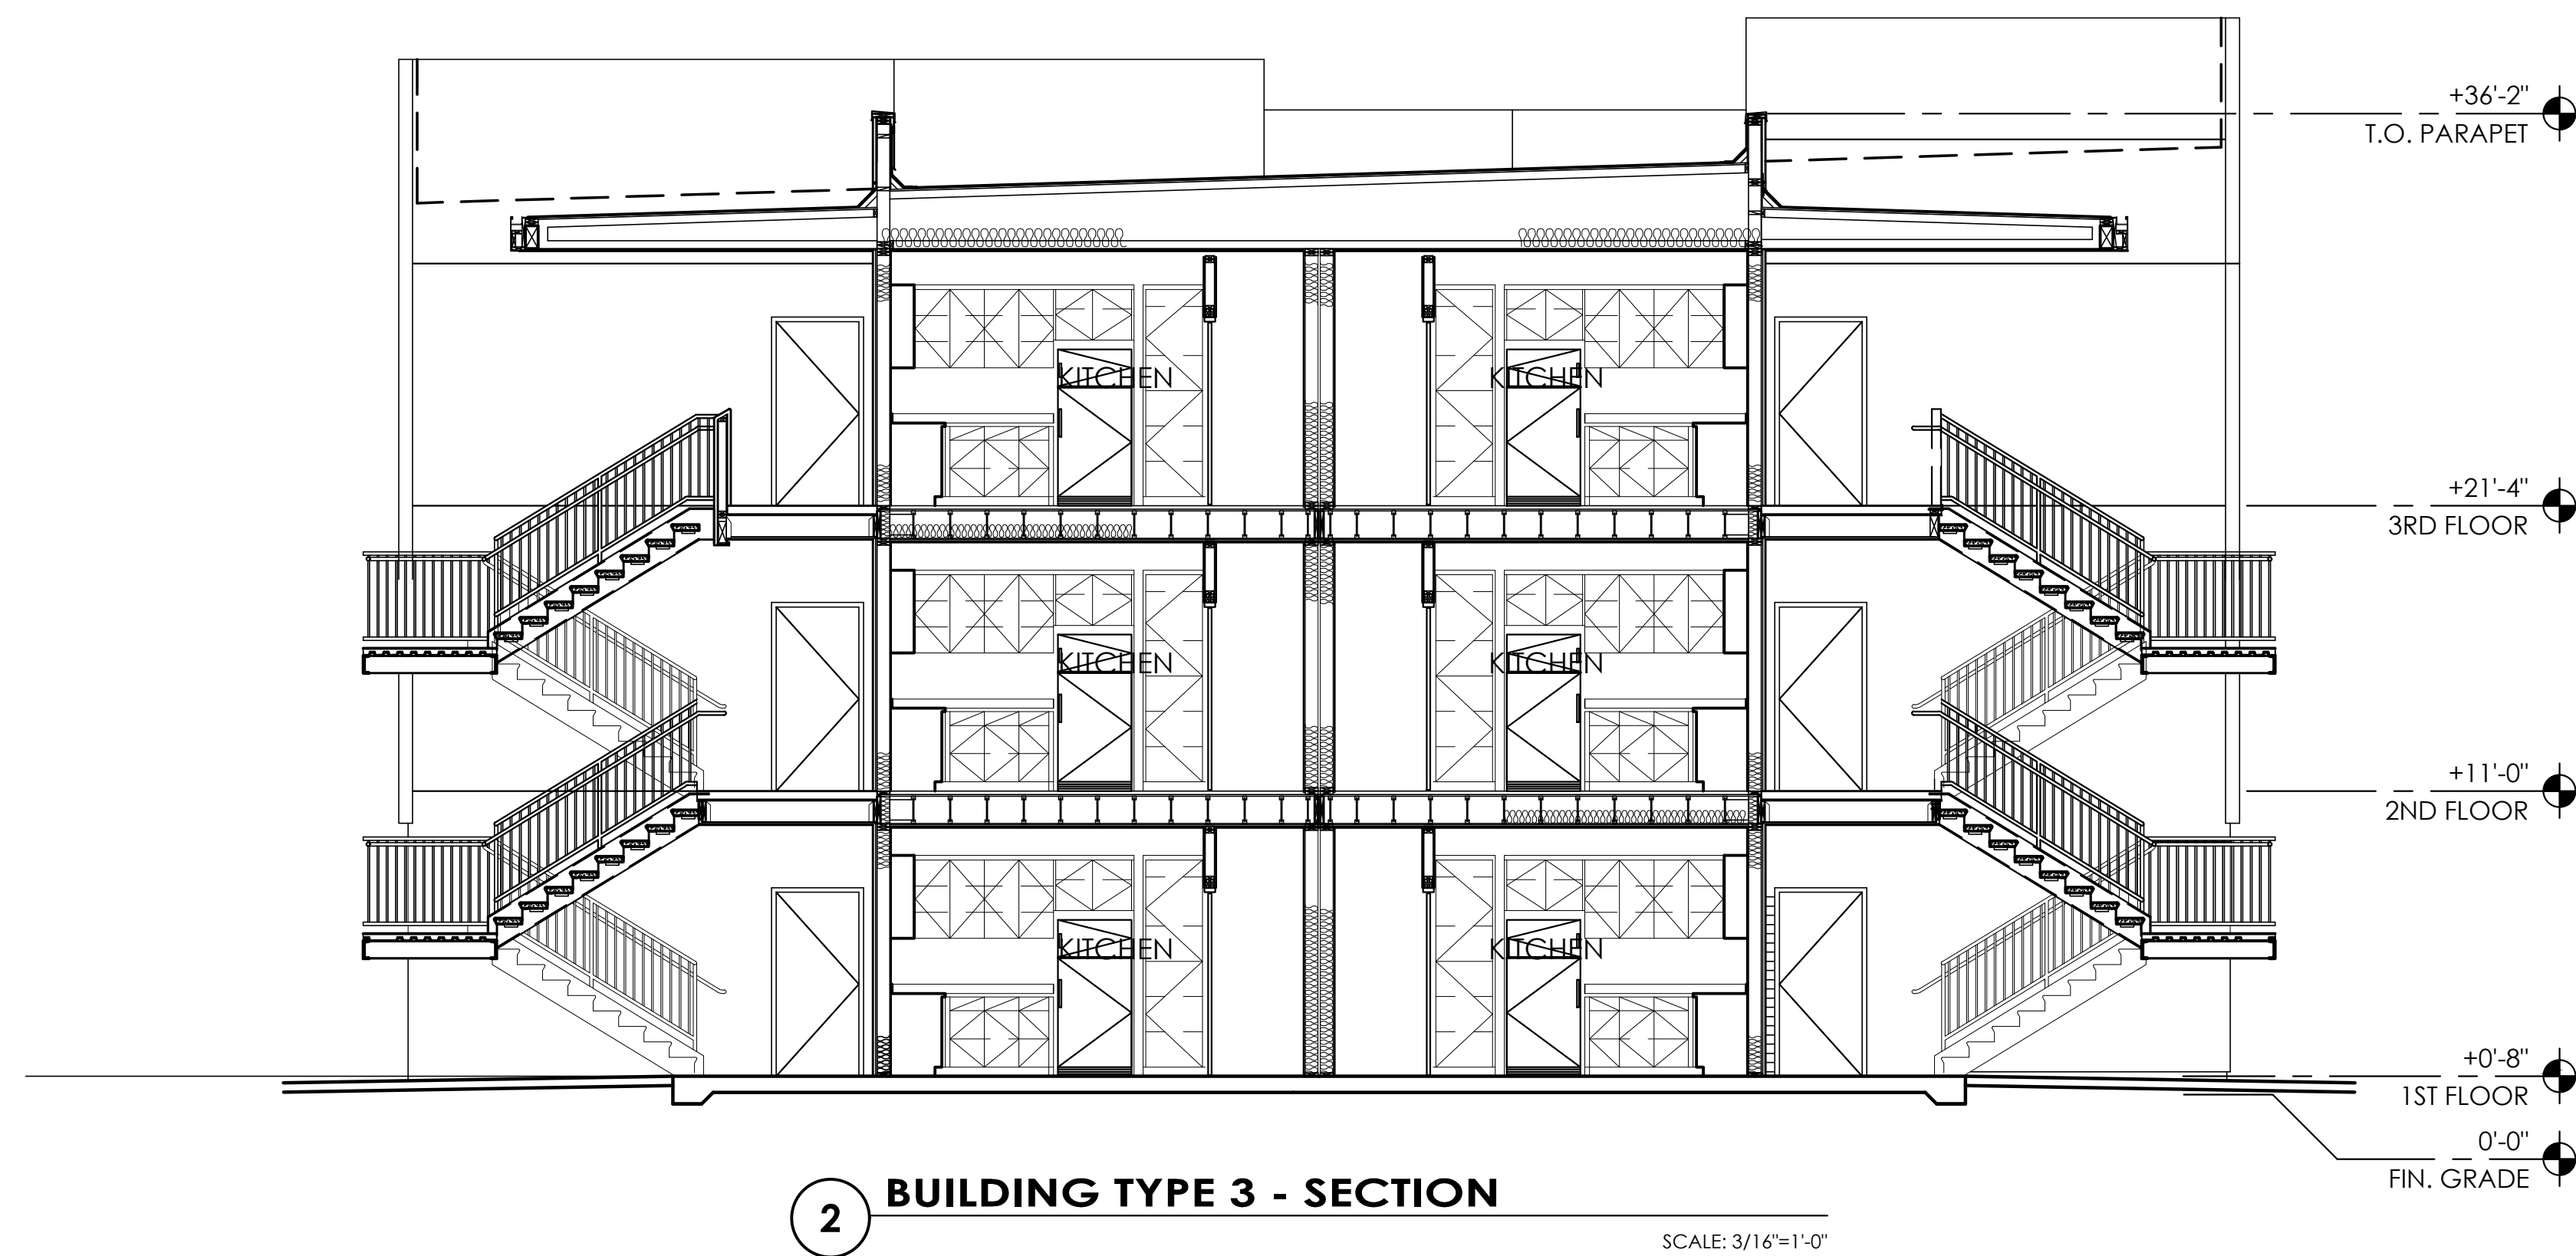 +36'-2"
T.O. PARAPET
KITCHEN KITCHEN
+21'-4"
3RD FLOOR
KITCHEN KITCHEN
+11'-0"
2ND FLOOR
KITCHEN KITCHEN
+0'-8"
1ST FLOOR
0'-0"
FIN. GRADE
2 BUILDING TYPE 3 - SECTION
SCALE: 3/16"=1'-0"